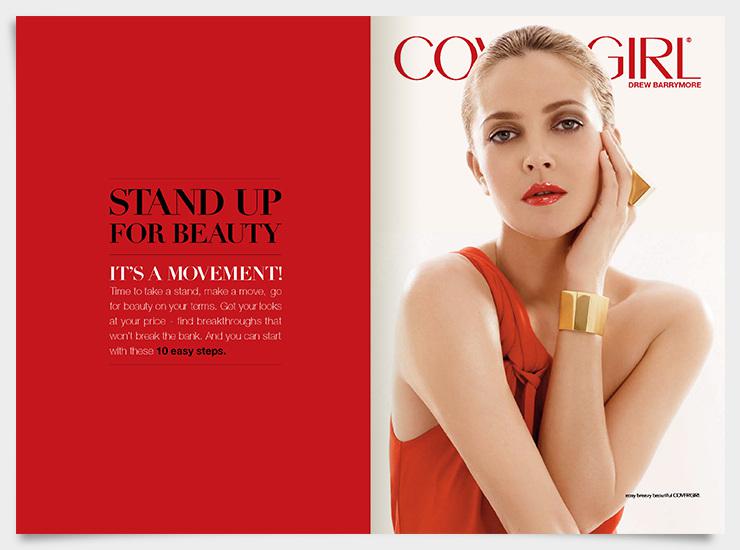 STAND UP
FOR BEAUTY
IT'S A MOVEMENT!
Time to take a stand, make a move, go
for beauty on your terms. Get your looks
at your price - find breakthroughs that
won't break the bank. And you can start
with these 10 easy steps.
COVERGIRL®
DREW BARRYMORE
easy breezy beautiful COVERGIRL